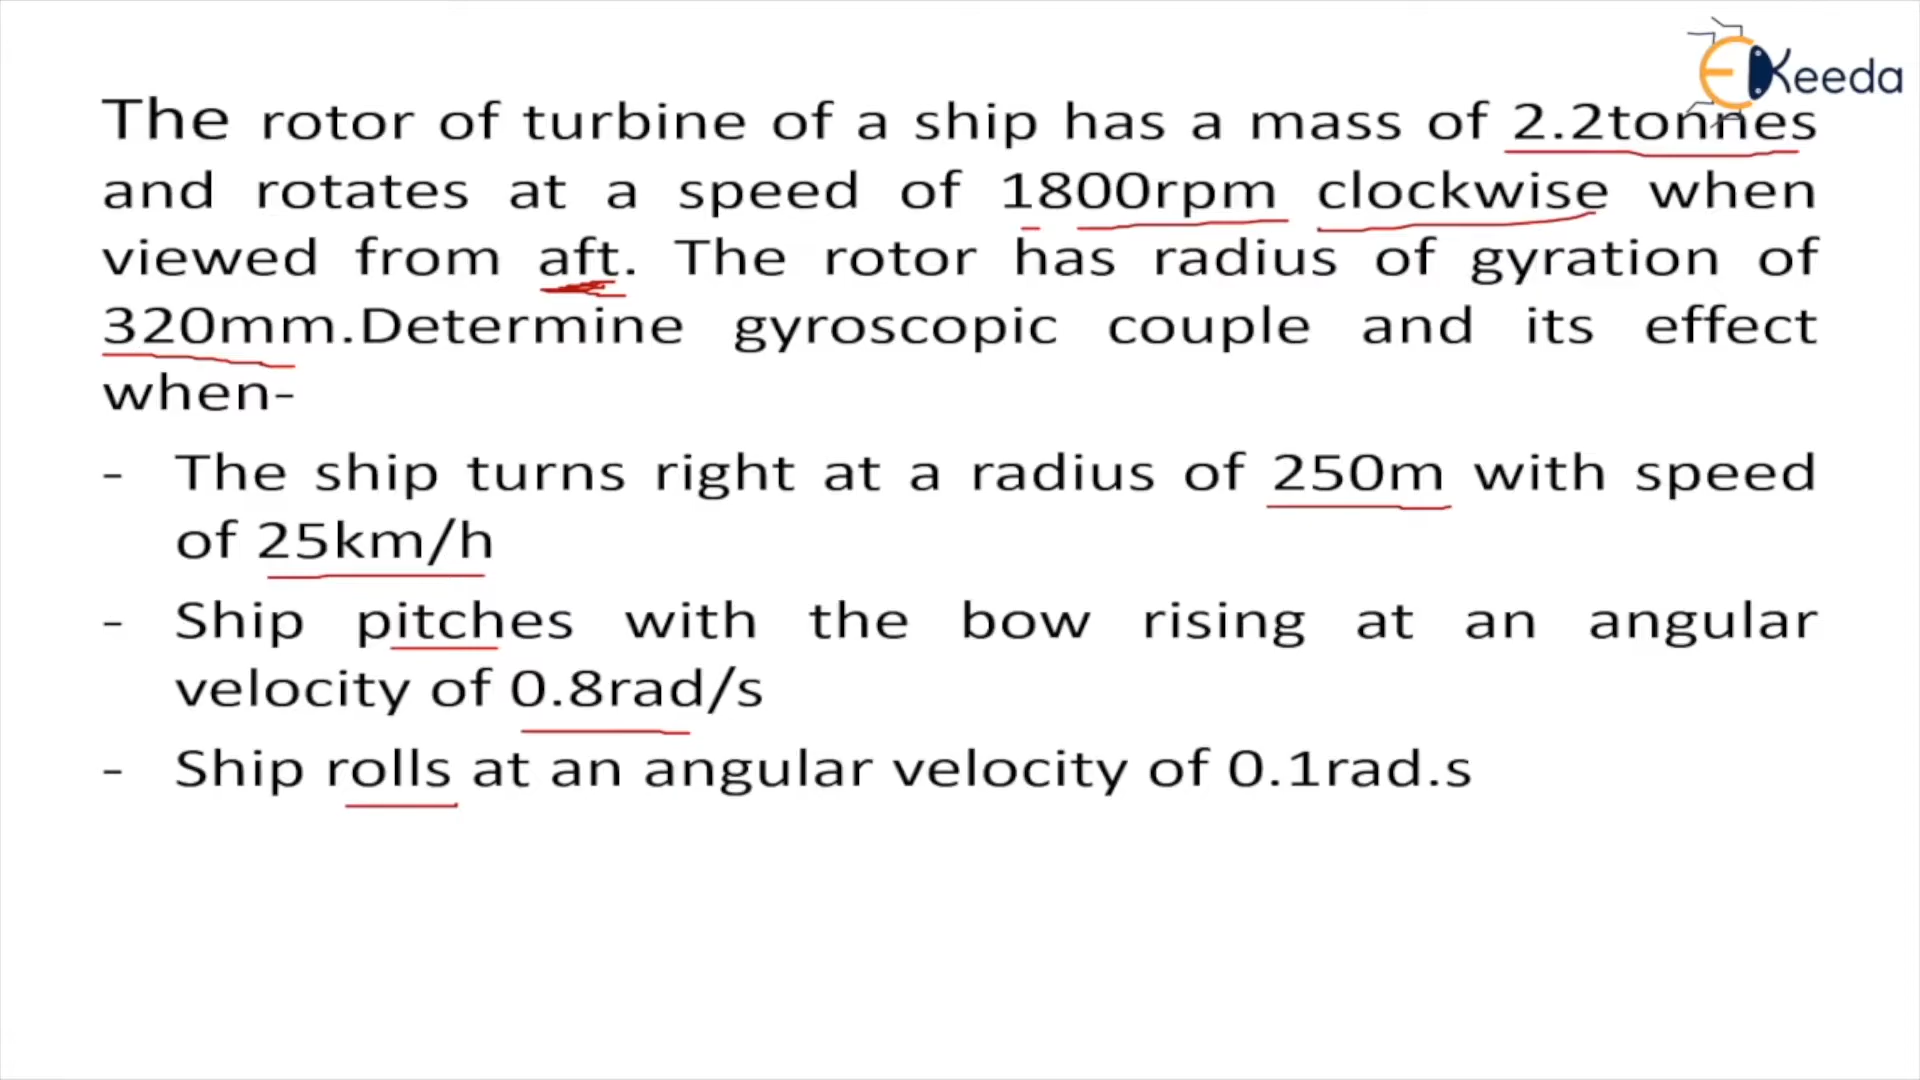 EKeeda
The rotor of turbine of a ship has a mass of 2.2tonnes
and rotates at a speed of 1800rpm clockwise when
viewed from aft. The rotor has radius of gyration of
320mm.Determine gyroscopic couple and its effect
when-
- The ship turns right at a radius of 250m with speed
of 25km/h
- Ship pitches with the bow rising at an angular
velocity of 0.8rad/s
- Ship rolls at an angular velocity of 0.1rad.s